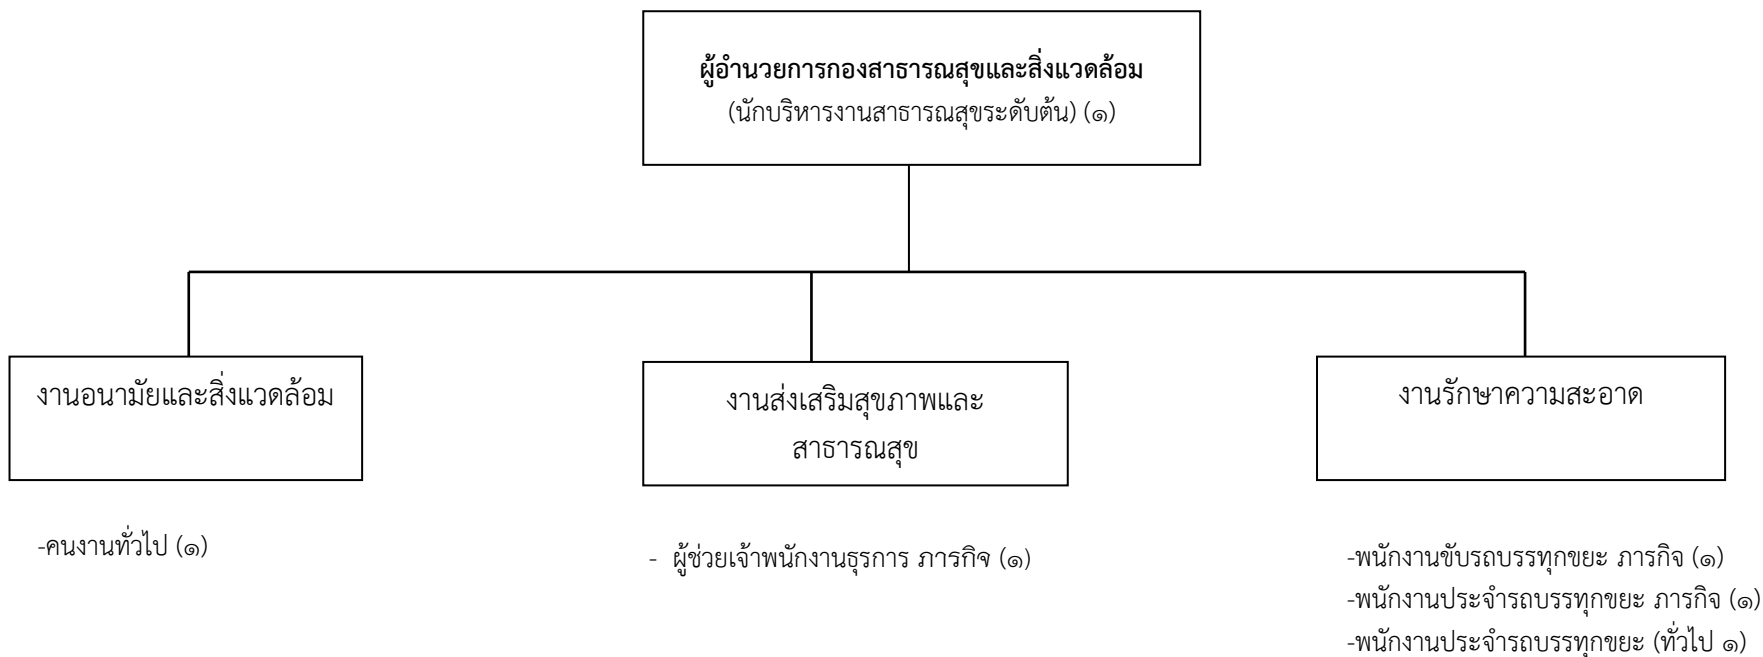 ผู้อำนวยการกองสาธารณสุขและสิ่งแวดล้อม
(นักบริหารงานสาธารณสุขระดับต้น) (๑)
งานอนามัยและสิ่งแวดล้อม
งานส่งเสริมสุขภาพและ
สาธารณสุข
งานรักษาความสะอาด
-คนงานทั่วไป (๑)
- ผู้ช่วยเจ้าพนักงานธุรการ ภารกิจ (๑)
-พนักงานขับรถบรรทุกขยะ ภารกิจ (๑)
-พนักงานประจำรถบรรทุกขยะ ภารกิจ (๑)
-พนักงานประจำรถบรรทุกขยะ (ทั่วไป ๑)